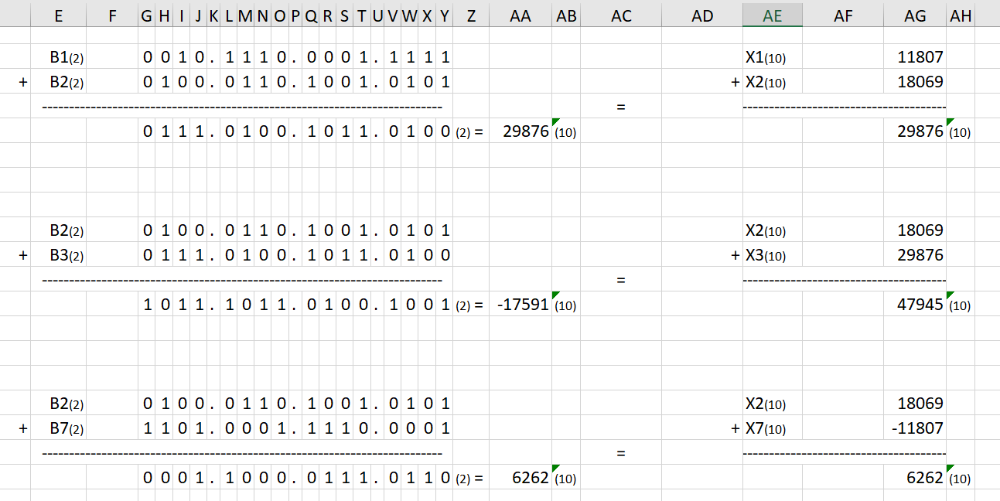 E F G H I J K L M N O P Q R S T U V W X Y Z AA AB AC AD AE AF AG AH
B1(2) 0 0 1 0 . 1 1 1 0 . 0 0 0 1 . 1 1 1 1 X1(10) 11807
+ B2(2) 0 1 0 0 . 0 1 1 0 . 1 0 0 1 . 0 1 0 1 + X2(10) 18069
-------------------------------------------------------------------------- = --------------------------------------
0 1 1 1 . 0 1 0 0 . 1 0 1 1 . 0 1 0 0 (2) = 29876 (10) 29876 (10)
B2(2) 0 1 0 0 . 0 1 1 0 . 1 0 0 1 . 0 1 0 1 X2(10) 18069
+ B3(2) 0 1 1 1 . 0 1 0 0 . 1 0 1 1 . 0 1 0 0 + X3(10) 29876
-------------------------------------------------------------------------- = --------------------------------------
1 0 1 1 . 1 0 1 1 . 0 1 0 0 . 1 0 0 1 (2) = -17591 (10) 47945 (10)
B2(2) 0 1 0 0 . 0 1 1 0 . 1 0 0 1 . 0 1 0 1 X2(10) 18069
+ B7(2) 1 1 0 1 . 0 0 0 1 . 1 1 1 0 . 0 0 0 1 + X7(10) -11807
-------------------------------------------------------------------------- = --------------------------------------
0 0 0 1 . 1 0 0 0 . 0 1 1 1 . 0 1 1 0 (2) = 6262 (10) 6262 (10)